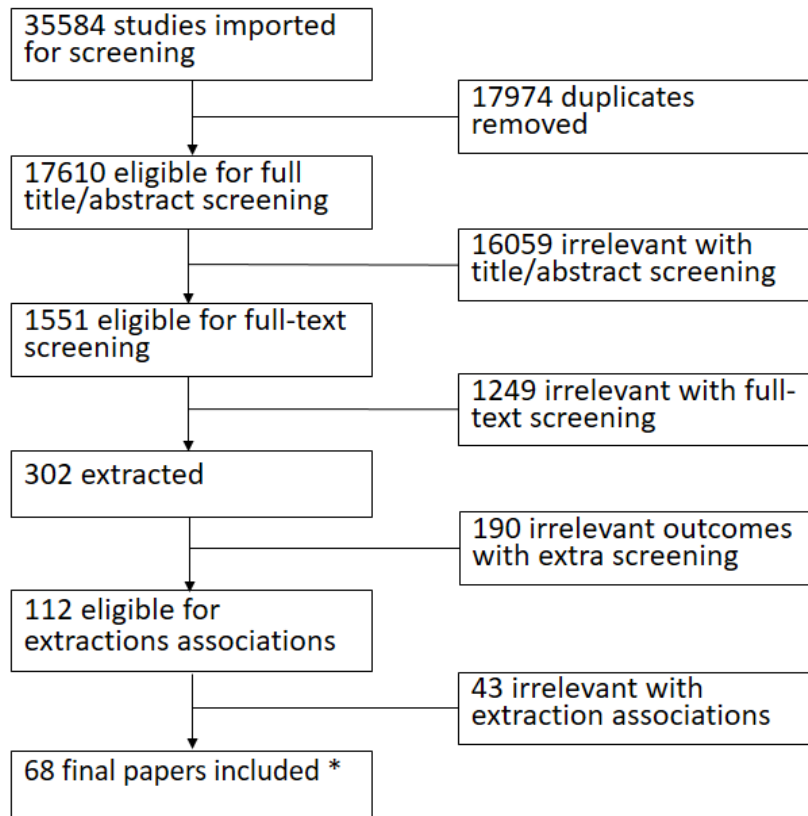 35584 studies imported
for screening
17974 duplicates
removed
17610 eligible for full
title/abstract screening
16059 irrelevant with
title/abstract screening
1551 eligible for full-text
screening
1249 irrelevant with full-
text screening
302 extracted
190 irrelevant outcomes
with extra screening
112 eligible for
extractions associations
43 irrelevant with
extraction associations
68 final papers included *